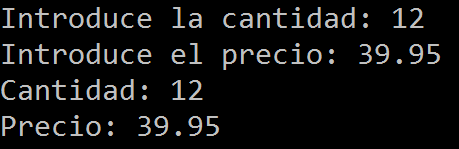 Introduce la cantidad: 12
Introduce el precio: 39.95
Cantidad: 12
Precio: 39.95